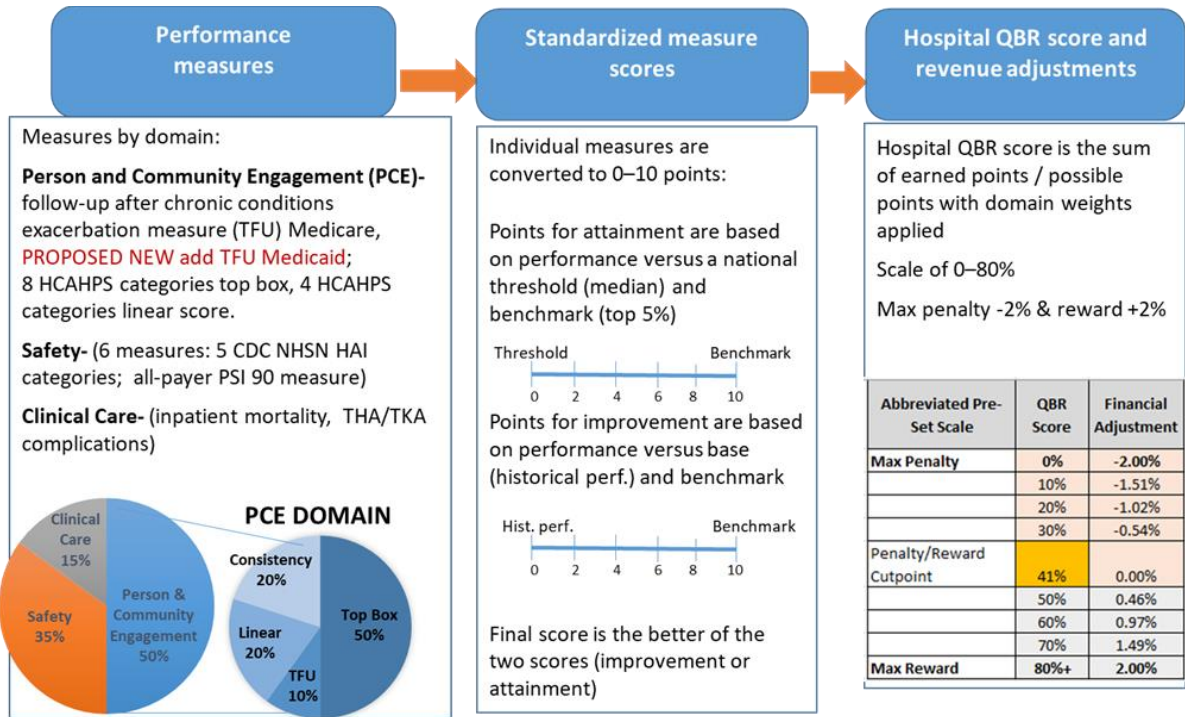 Performance
measures
Standardized measure
scores
Hospital QBR score and
revenue adjustments
Measures by domain:
Person and Community Engagement (PCE)-
follow-up after chronic conditions
exacerbation measure (TFU) Medicare,
PROPOSED NEW add TFU Medicaid;
8 HCAHPS categories top box, 4 HCAHPS
categories linear score.
Safety- (6 measures: 5 CDC NHSN HAI
categories; all-payer PSI 90 measure)
Clinical Care- (inpatient mortality, THA/TKA
complications)
Clinical
Care
15%
Safety
35%
Person &
Community
Engagement
50%
PCE DOMAIN
Consistency
20%
Linear
20%
TFU
10%
Top Box
50%
Individual measures are
converted to 0–10 points:
Points for attainment are based
on performance versus a national
threshold (median) and
benchmark (top 5%)
Threshold Benchmark
0 2 4 6 8 10
Points for improvement are based
on performance versus base
(historical perf.) and benchmark
Hist. perf. Benchmark
0 2 4 6 8 10
Final score is the better of the
two scores (improvement or
attainment)
Hospital QBR score is the sum
of earned points / possible
points with domain weights
applied
Scale of 0–80%
Max penalty -2% & reward +2%
Abbreviated Pre-
Set Scale
QBR
Score
Financial
Adjustment
Max Penalty 0% -2.00%
10% -1.51%
20% -1.02%
30% -0.54%
Penalty/Reward
Cutpoint 41% 0.00%
50% 0.46%
60% 0.97%
70% 1.49%
Max Reward 80%+ 2.00%